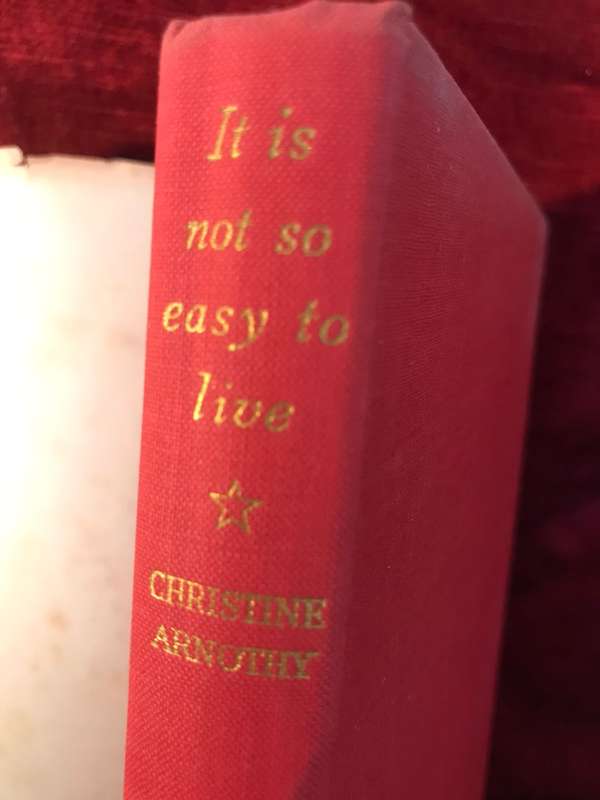 It is
not so
easy to
live
CHRISTINE
ARNOTHY